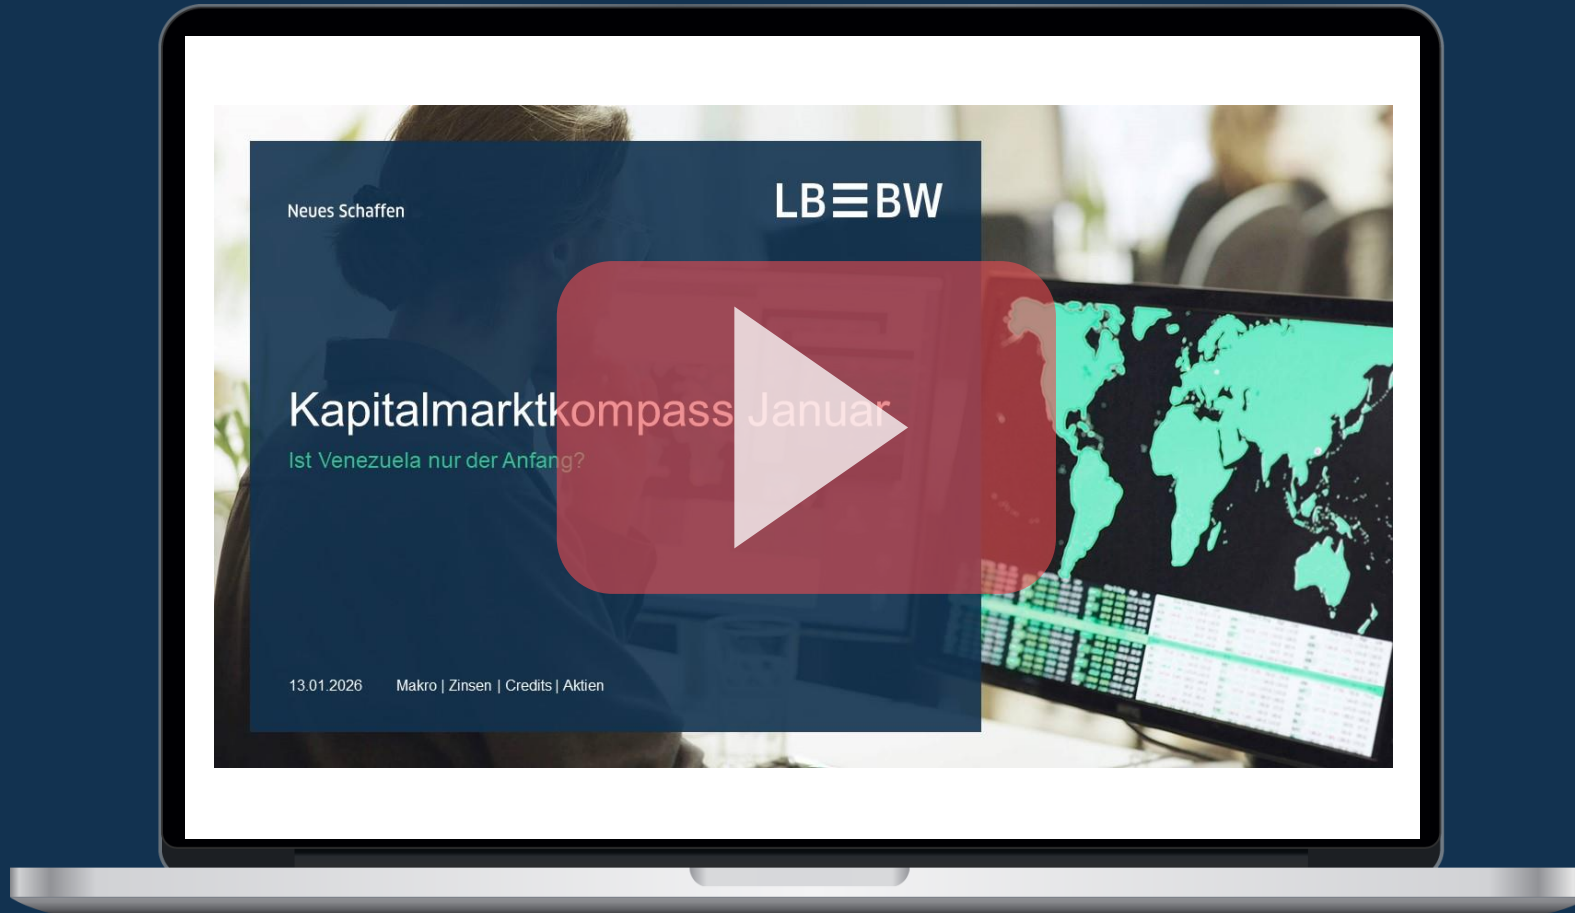 Neues Schaffen
LBBW
Kapitalmarktkompass Januar
Ist Venezuela nur der Anfang?
13.01.2026 Makro | Zinsen | Credits | Aktien